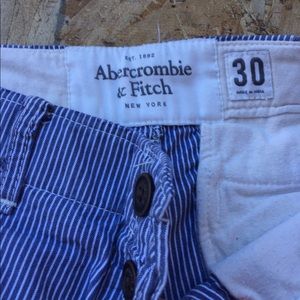 EST. 1892
Abercrombie
& Fitch
NEW YORK
30
MADE IN INDIA